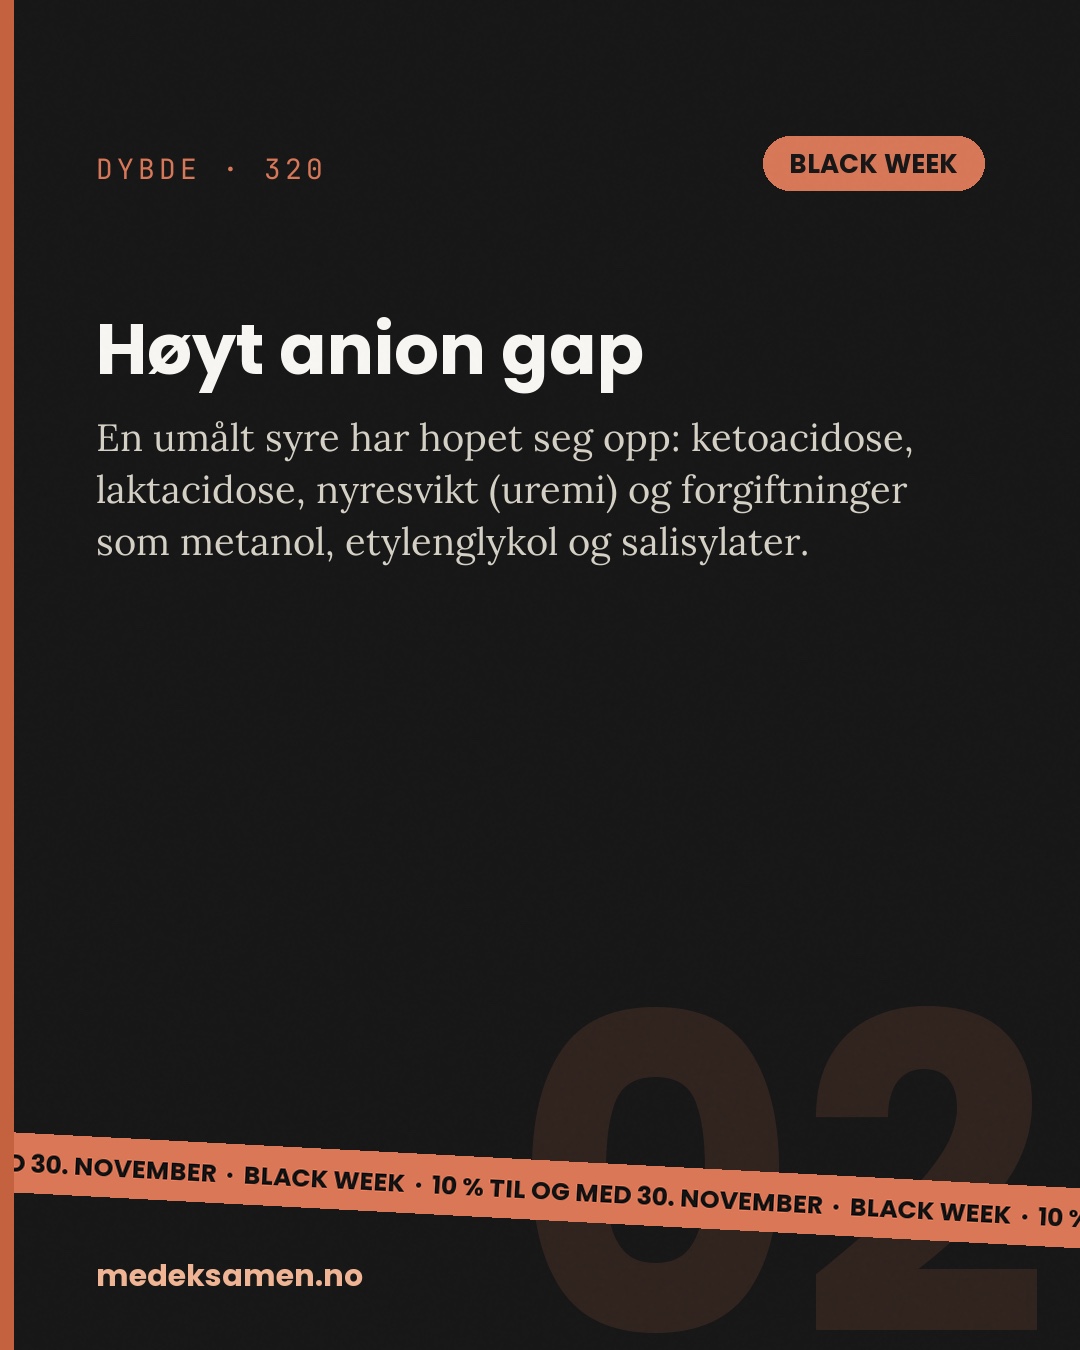 DYBDE · 320
BLACK WEEK
Høyt anion gap
En umålt syre har hopet seg opp: ketoacidose,
laktacidose, nyresvikt (uremi) og forgiftninger
som metanol, etylenglykol og salisylater.
02
D 30. NOVEMBER · BLACK WEEK · 10 % TIL OG MED 30. NOVEMBER · BLACK WEEK · 10 %
medeksamen.no